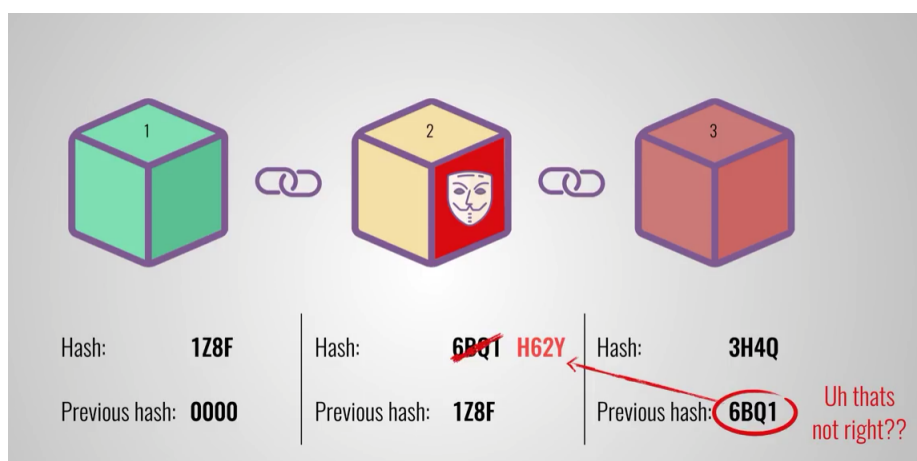 1
2
3
Hash: 1Z8F
Previous hash: 0000
Hash: 6BQ1 H62Y
Previous hash: 1Z8F
Hash: 3H4Q
Previous hash: 6BQ1
Uh thats
not right??